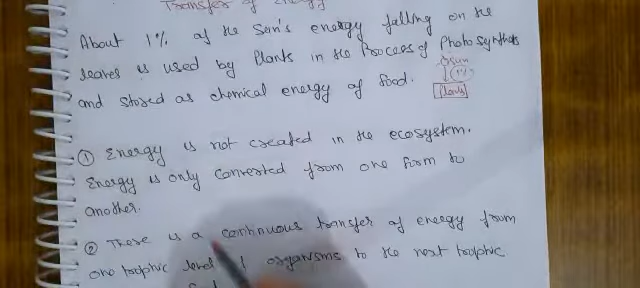 Transfer of Energy
About 1% of the Sun's energy falling on the
leaves is used by Plants in the Process of Photosynthesis
and stored as chemical energy of food.
Sun
(1%)
Plants
① Energy is not created in the ecosystem.
Energy is only converted from one form to
another.
② There is a continuous transfer of energy from
one trophic level of organisms to the next trophic